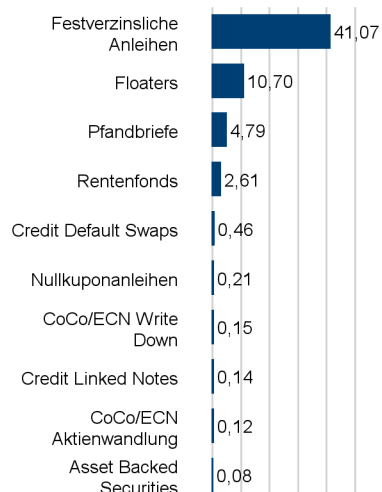 Festverzinsliche
Anleihen
41,07
Floaters
10,70
Pfandbriefe
4,79
Rentenfonds
2,61
Credit Default Swaps
0,46
Nullkuponanleihen
0,21
CoCo/ECN Write
Down
0,15
Credit Linked Notes
0,14
CoCo/ECN
Aktienwandlung
0,12
Asset Backed
Securities
0,08